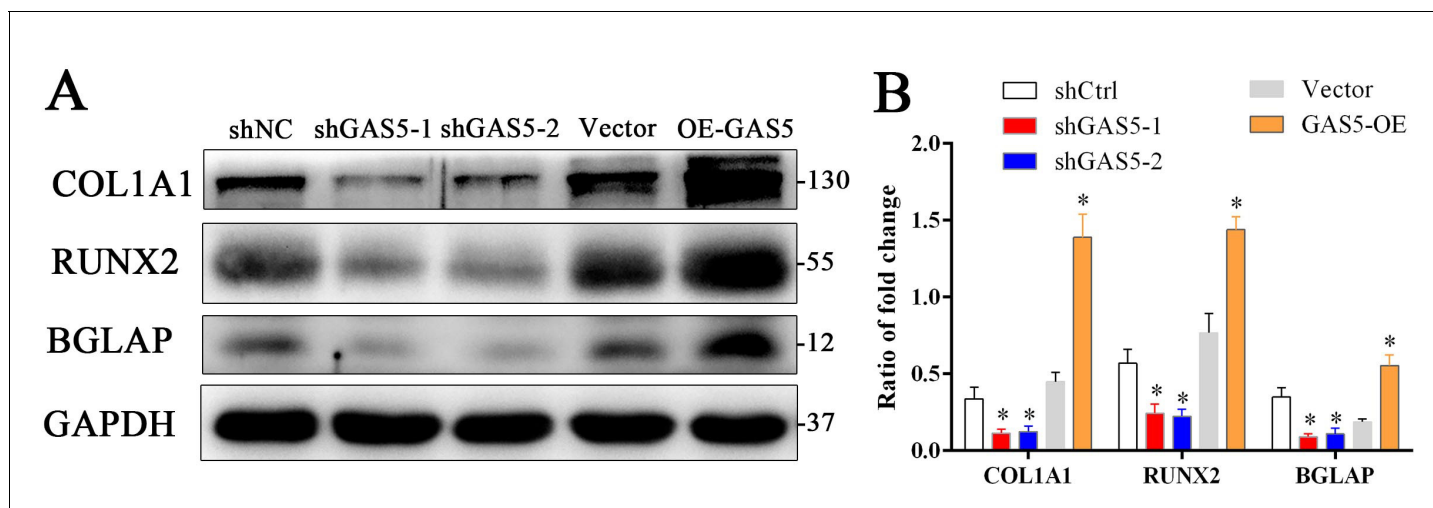 A
shNC shGAS5-1 shGAS5-2 Vector OE-GAS5
COL1A1 -130
RUNX2 -55
BGLAP -12
GAPDH -37
B
shCtrl Vector
shGAS5-1 GAS5-OE
shGAS5-2
Ratio of fold change
2.0
1.5
1.0
0.5
0.0
* * *
* * *
* * *
COL1A1 RUNX2 BGLAP